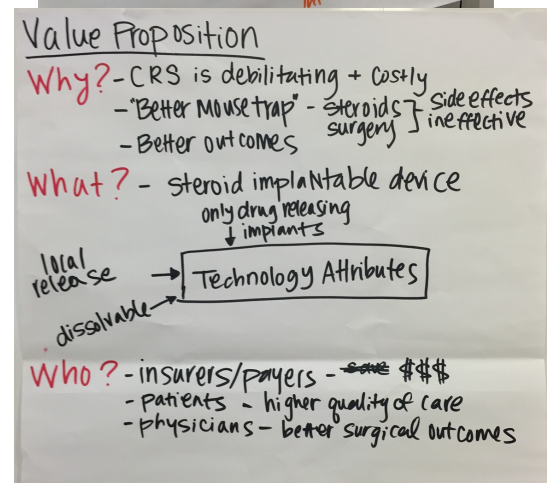 Value Proposition
Why? - CRS is debilitating + costly
- "Better Mousetrap" - steroids } side effects
surgery ineffective
- Better outcomes
What? - steroid implantable device
only drug releasing
implants
local
release
Technology Attributes
dissolvable
Who? - insurers/payers - save $$$
- patients - higher quality of care
- physicians - better surgical outcomes